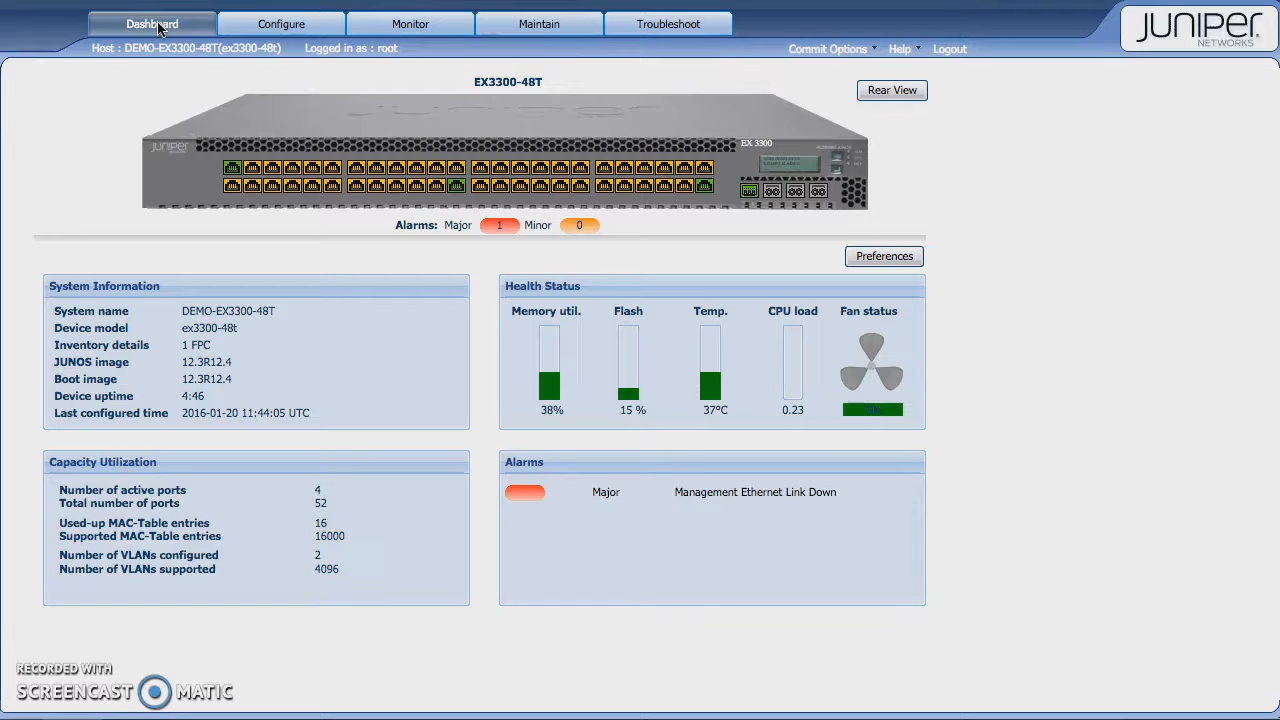 Dashboard Configure Monitor Maintain Troubleshoot
JUNIPER
NETWORKS
Host : DEMO-EX3300-48T(ex3300-48t) Logged in as : root Commit Options Help Logout
EX3300-48T
Rear View
JUNIPER
EX 3300
Alarms: Major 1 Minor 0
Preferences
System Information
System name DEMO-EX3300-48T
Device model ex3300-48t
Inventory details 1 FPC
JUNOS image 12.3R12.4
Boot image 12.3R12.4
Device uptime 4:46
Last configured time 2016-01-20 11:44:05 UTC
Health Status
Memory util. Flash Temp. CPU load Fan status
38% 15 % 37°C 0.23
Capacity Utilization
Number of active ports 4
Total number of ports 52
Used-up MAC-Table entries 16
Supported MAC-Table entries 16000
Number of VLANs configured 2
Number of VLANs supported 4096
Alarms
Major Management Ethernet Link Down
RECORDED WITH
SCREENCAST MATIC